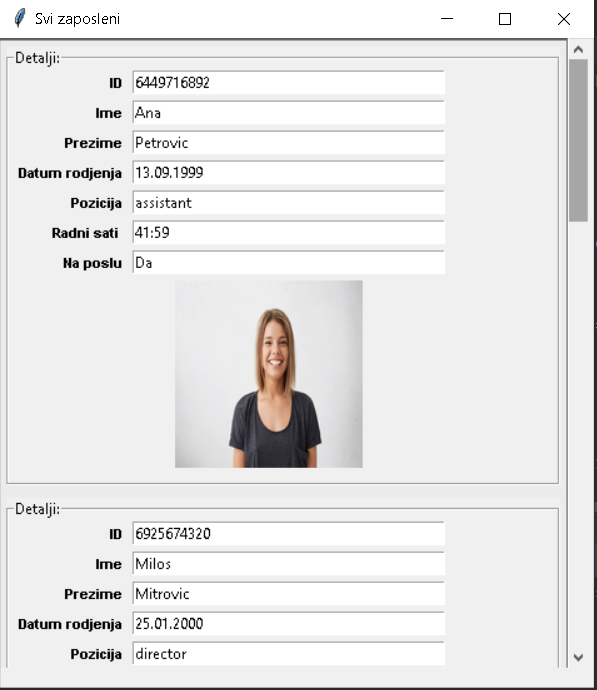 Svi zaposleni
Detalji:
ID 6449716892
Ime Ana
Prezime Petrovic
Datum rodjenja 13.09.1999
Pozicija assistant
Radni sati 41:59
Na poslu Da
Detalji:
ID 6925674320
Ime Milos
Prezime Mitrovic
Datum rodjenja 25.01.2000
Pozicija director